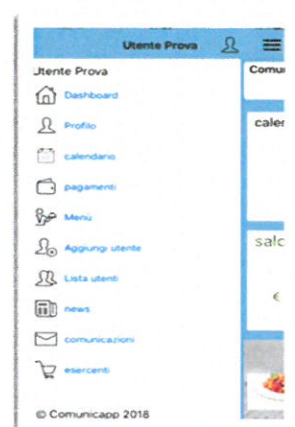 Utente Prova
Utente Prova
Dashboard
Profilo
calendario
pagamenti
Menù
Aggiungi utente
Lista utenti
news
comunicazioni
esercenti
© Comunicapp 2018
Comu
caler
salc
€